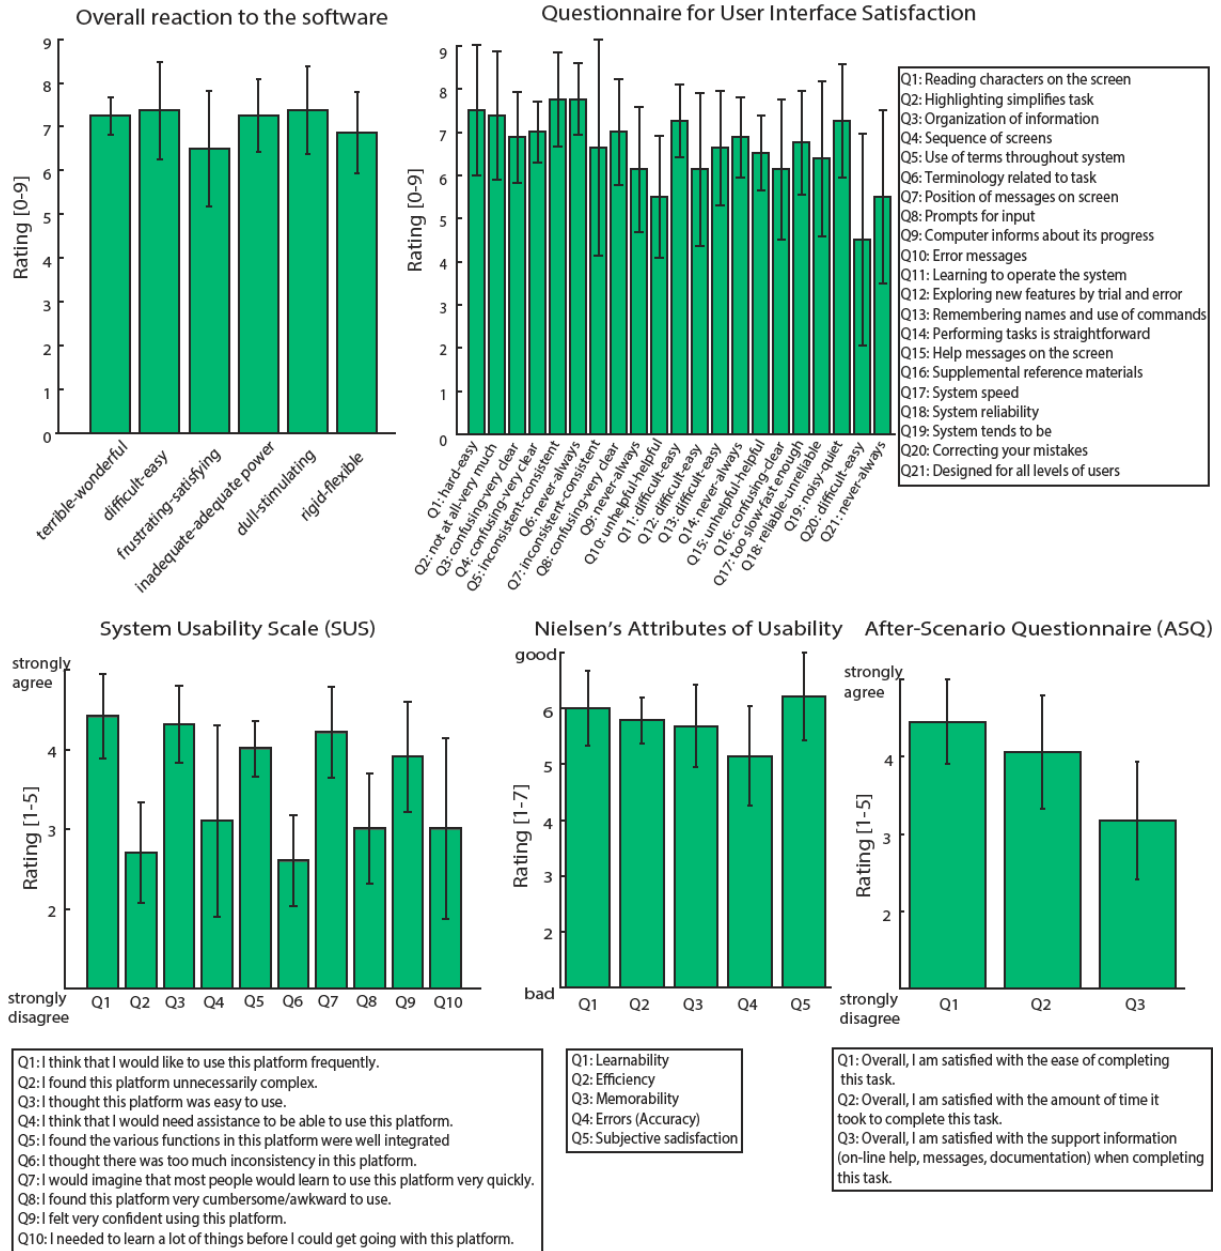 Overall reaction to the software
Rating [0-9]
9
8
7
6
5
4
3
2
1
0
terrible-wonderful
difficult-easy
frustrating-satisfying
inadequate-adequate power
dull-stimulating
rigid-flexible
Questionnaire for User Interface Satisfaction
Rating [0-9]
9
8
7
6
5
4
3
2
1
0
Q1: hard-easy
Q2: not at all-very much
Q3: confusing-very clear
Q4: confusing-very clear
Q5: inconsistent-consistent
Q6: never-always
Q7: inconsistent-consistent
Q8: confusing-very clear
Q9: never-always
Q10: unhelpful-helpful
Q11: difficult-easy
Q12: difficult-easy
Q13: difficult-easy
Q14: never-always
Q15: unhelpful-helpful
Q16: confusing-clear
Q17: too slow-fast enough
Q18: reliable-unreliable
Q19: noisy-quiet
Q20: difficult-easy
Q21: never-always
Q1: Reading characters on the screen
Q2: Highlighting simplifies task
Q3: Organization of information
Q4: Sequence of screens
Q5: Use of terms throughout system
Q6: Terminology related to task
Q7: Position of messages on screen
Q8: Prompts for input
Q9: Computer informs about its progress
Q10: Error messages
Q11: Learning to operate the system
Q12: Exploring new features by trial and error
Q13: Remembering names and use of commands
Q14: Performing tasks is straightforward
Q15: Help messages on the screen
Q16: Supplemental reference materials
Q17: System speed
Q18: System reliability
Q19: System tends to be
Q20: Correcting your mistakes
Q21: Designed for all levels of users
System Usability Scale (SUS)
strongly
agree
Rating [1-5]
4
3
2
strongly
disagree
Q1 Q2 Q3 Q4 Q5 Q6 Q7 Q8 Q9 Q10
Q1: I think that I would like to use this platform frequently.
Q2: I found this platform unnecessarily complex.
Q3: I thought this platform was easy to use.
Q4: I think that I would need assistance to be able to use this platform.
Q5: I found the various functions in this platform were well integrated
Q6: I thought there was too much inconsistency in this platform.
Q7: I would imagine that most people would learn to use this platform very quickly.
Q8: I found this platform very cumbersome/awkward to use.
Q9: I felt very confident using this platform.
Q10: I needed to learn a lot of things before I could get going with this platform.
Nielsen's Attributes of Usability
good
Rating [1-7]
6
5
4
3
2
bad
Q1 Q2 Q3 Q4 Q5
Q1: Learnability
Q2: Efficiency
Q3: Memorability
Q4: Errors (Accuracy)
Q5: Subjective sadisfaction
After-Scenario Questionnaire (ASQ)
strongly
agree
Rating [1-5]
4
3
2
strongly
disagree
Q1 Q2 Q3
Q1: Overall, I am satisfied with the ease of completing
this task.
Q2: Overall, I am satisfied with the amount of time it
took to complete this task.
Q3: Overall, I am satisfied with the support information
(on-line help, messages, documentation) when completing
this task.